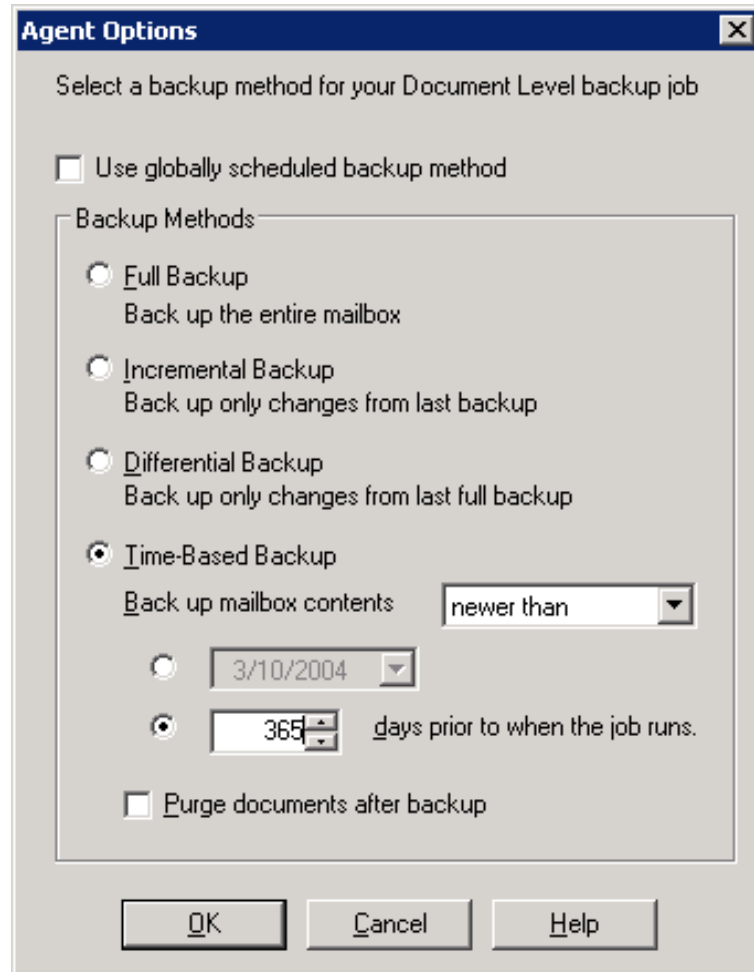 Agent Options
Select a backup method for your Document Level backup job
Use globally scheduled backup method
Backup Methods
Full Backup
Back up the entire mailbox
Incremental Backup
Back up only changes from last backup
Differential Backup
Back up only changes from last full backup
Time-Based Backup
Back up mailbox contents newer than
3/10/2004
365 days prior to when the job runs.
Purge documents after backup
OK Cancel Help